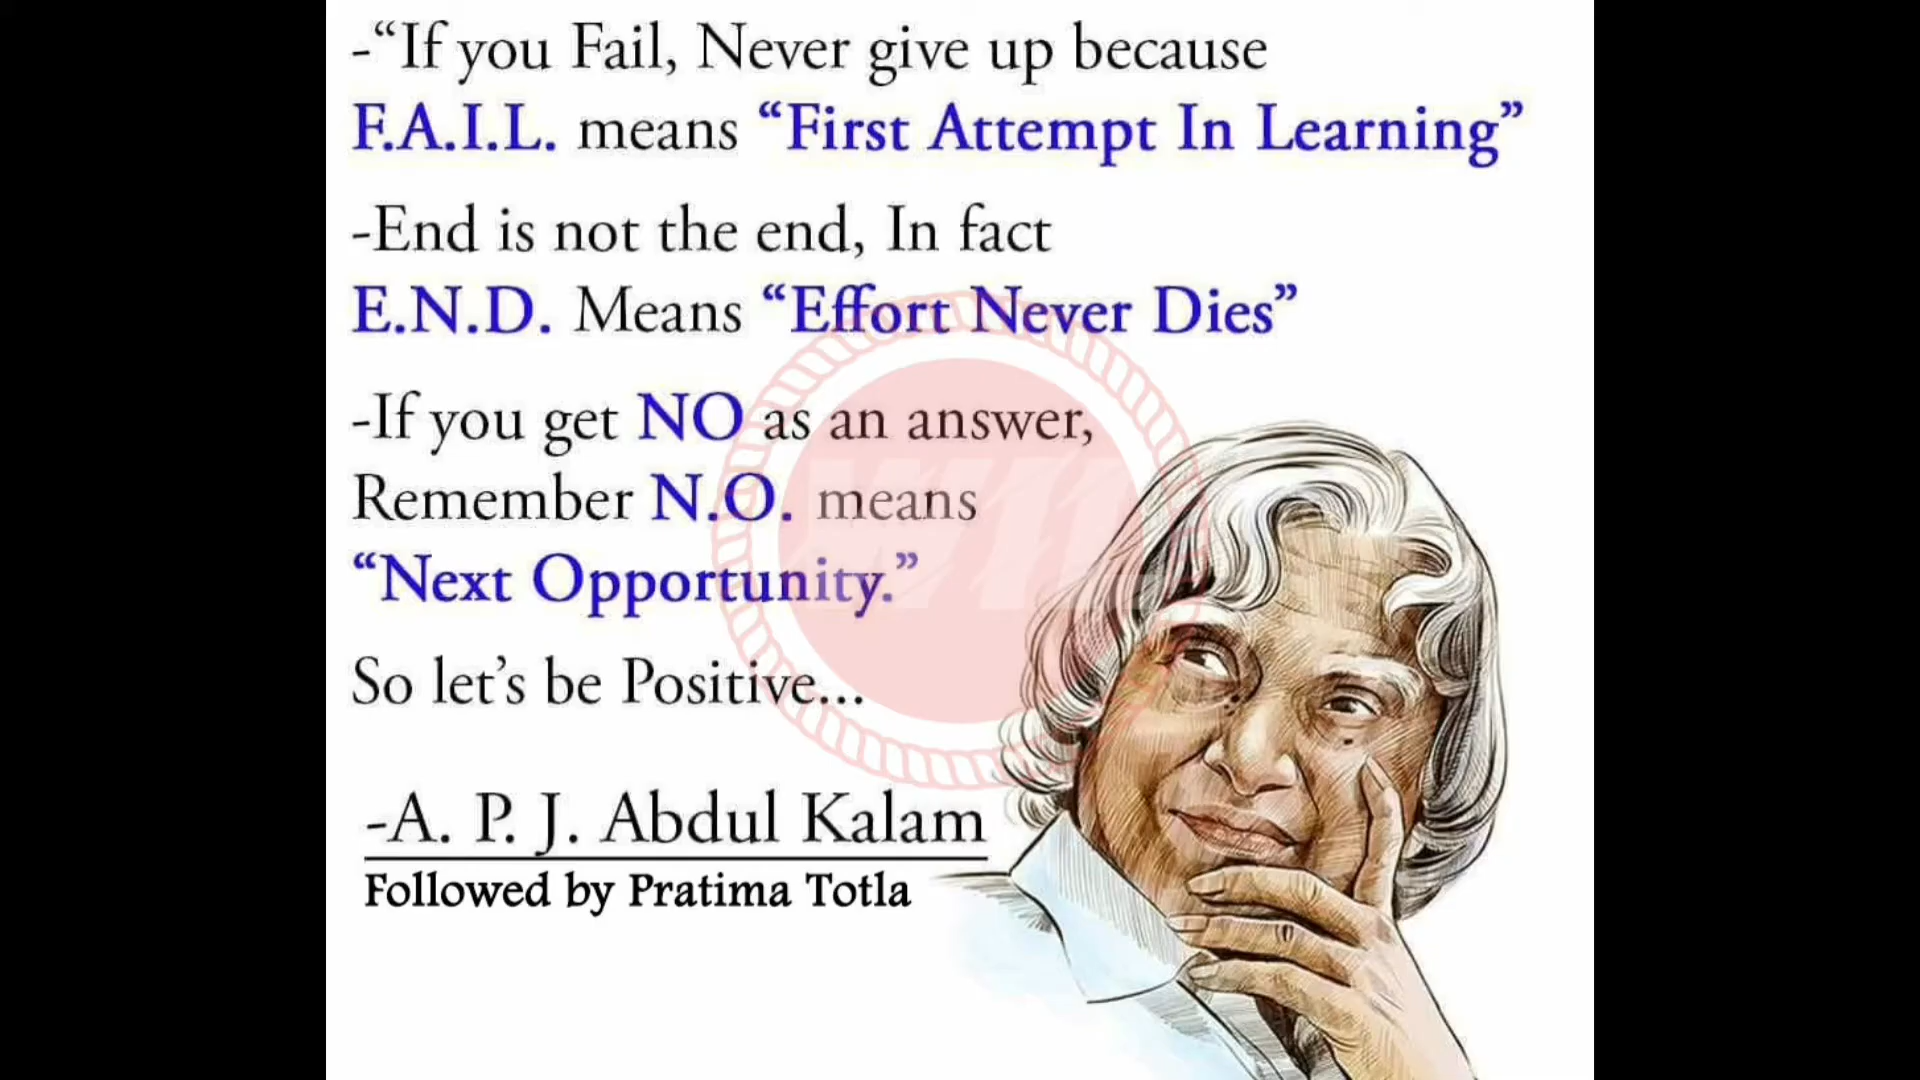 -“If you Fail, Never give up because
F.A.I.L. means “First Attempt In Learning”
-End is not the end, In fact
E.N.D. Means “Effort Never Dies”
-If you get NO as an answer,
Remember N.O. means
“Next Opportunity.”
So let’s be Positive...
-A. P. J. Abdul Kalam
Followed by Pratima Totla